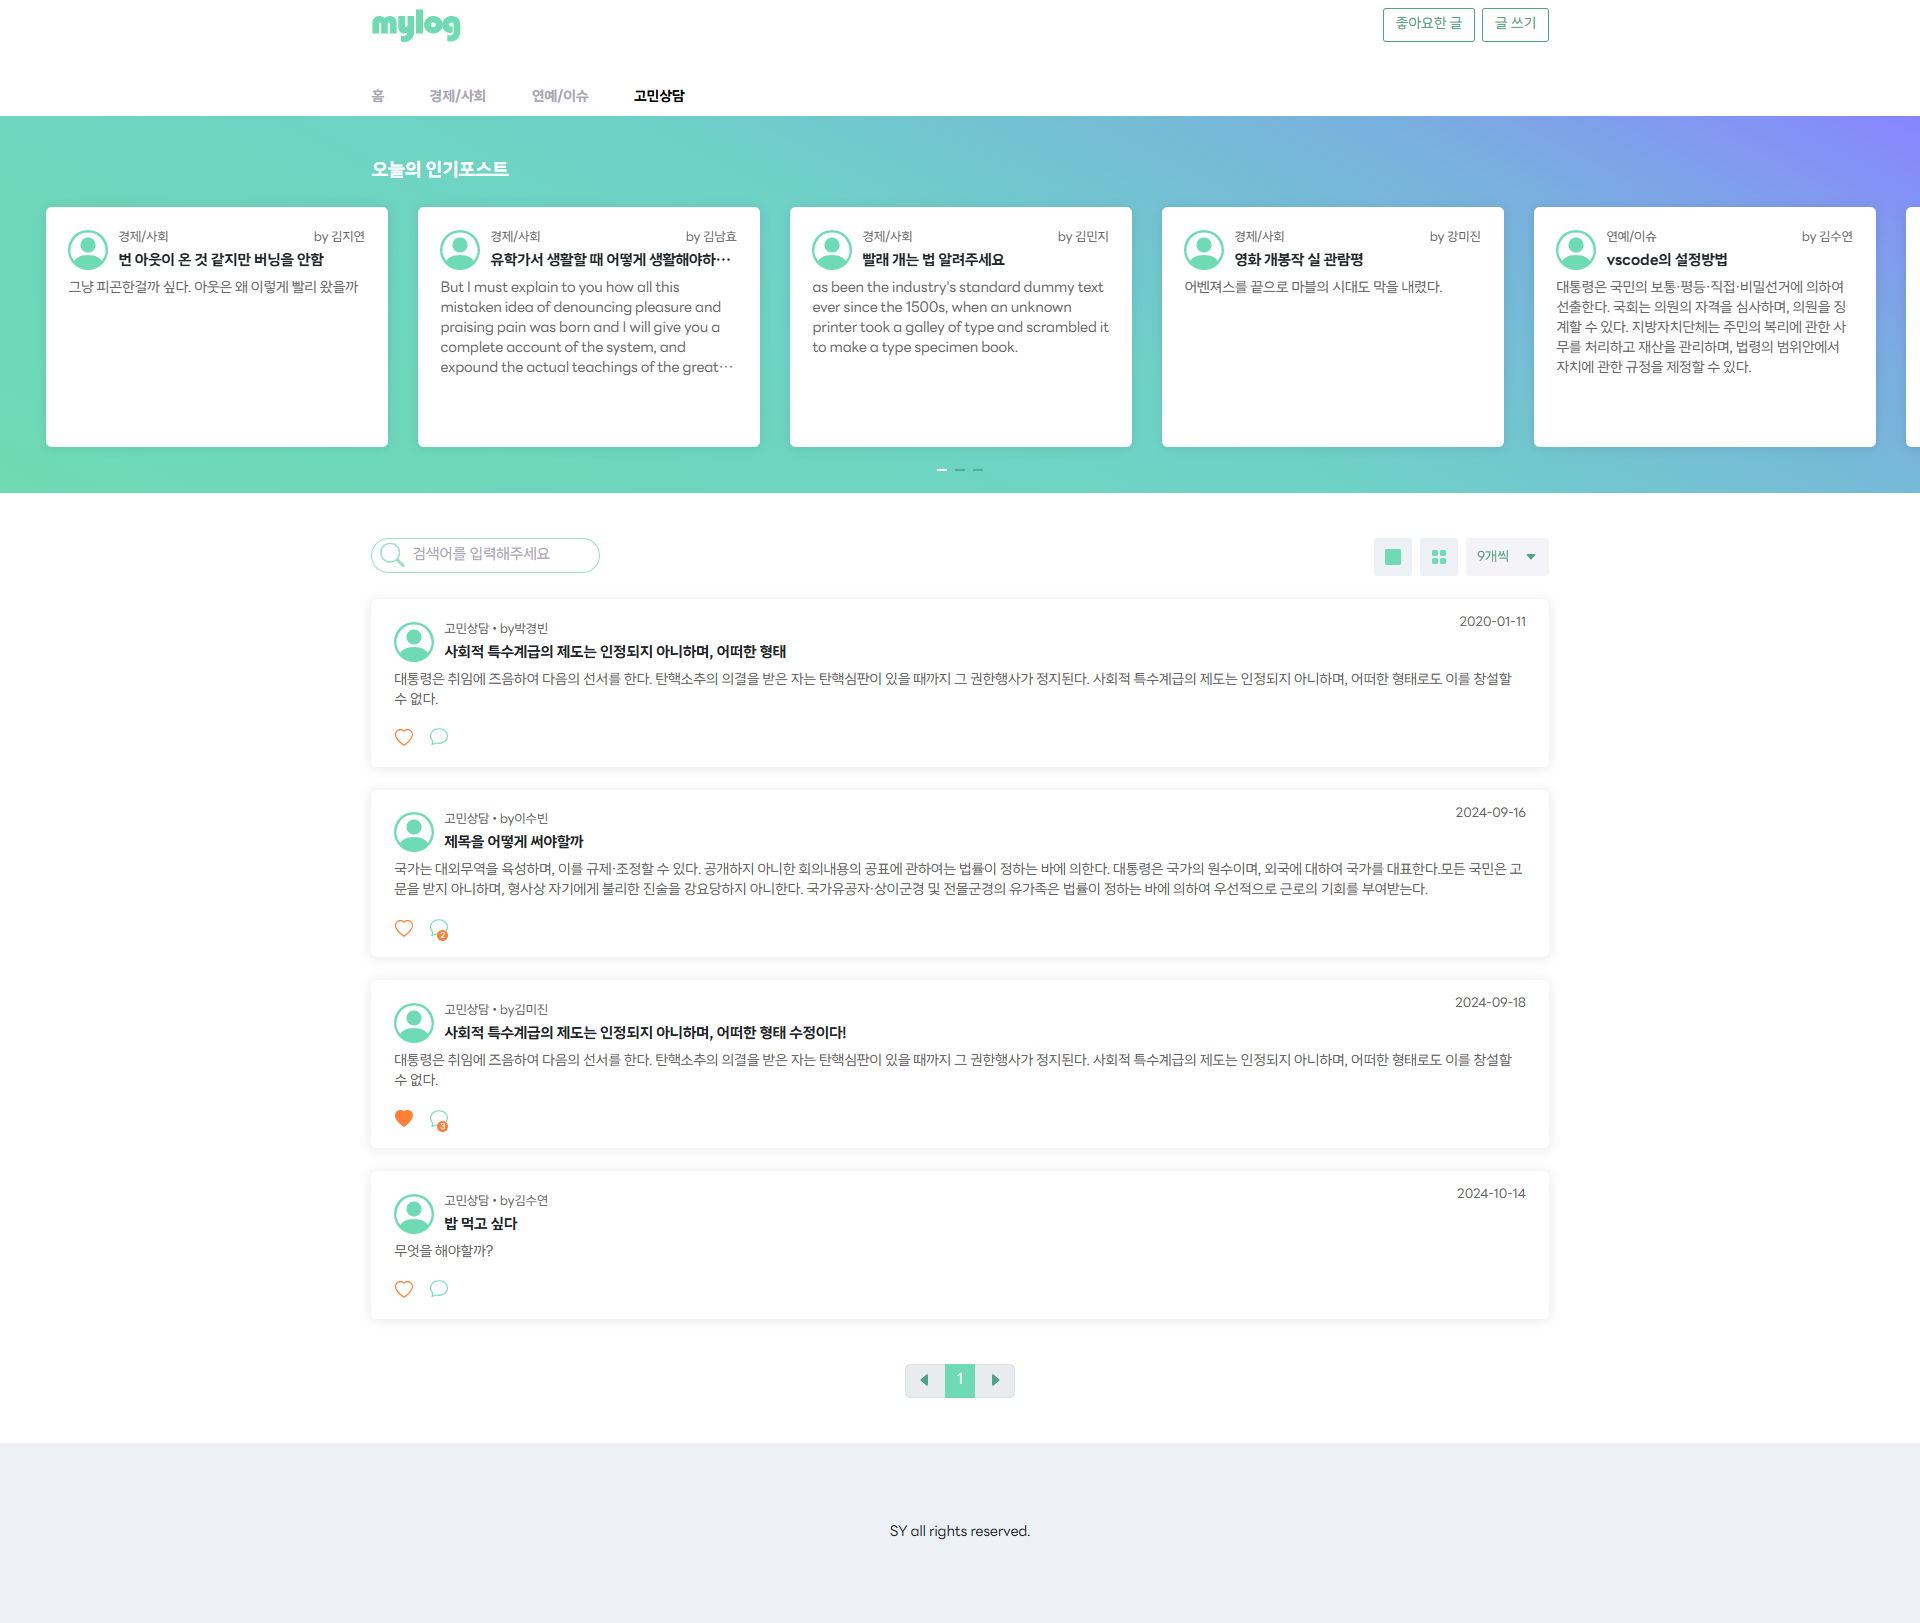 mylog
좋아요한 글
글 쓰기
홈
경제/사회
연예/이슈
고민상담
오늘의 인기포스트
경제/사회
by 김지연
번 아웃이 온 것 같지만 버닝을 안함
그냥 피곤한걸까 싶다. 아웃은 왜 이렇게 빨리 왔을까
경제/사회
by 김남효
유학가서 생활할 때 어떻게 생활해야하…
But I must explain to you how all this
mistaken idea of denouncing pleasure and
praising pain was born and I will give you a
complete account of the system, and
expound the actual teachings of the great…
경제/사회
by 김민지
빨래 개는 법 알려주세요
as been the industry's standard dummy text
ever since the 1500s, when an unknown
printer took a galley of type and scrambled it
to make a type specimen book.
경제/사회
by 강미진
영화 개봉작 실 관람평
어벤져스를 끝으로 마블의 시대도 막을 내렸다.
연예/이슈
by 김수연
vscode의 설정방법
대통령은 국민의 보통·평등·직접·비밀선거에 의하여
선출한다. 국회는 의원의 자격을 심사하며, 의원을 징
계할 수 있다. 지방자치단체는 주민의 복리에 관한 사
무를 처리하고 재산을 관리하며, 법령의 범위안에서
자치에 관한 규정을 제정할 수 있다.
검색어를 입력해주세요
9개씩
고민상담 • by박경빈
2020-01-11
사회적 특수계급의 제도는 인정되지 아니하며, 어떠한 형태
대통령은 취임에 즈음하여 다음의 선서를 한다. 탄핵소추의 의결을 받은 자는 탄핵심판이 있을 때까지 그 권한행사가 정지된다. 사회적 특수계급의 제도는 인정되지 아니하며, 어떠한 형태로도 이를 창설할
수 없다.
고민상담 • by이수빈
2024-09-16
제목을 어떻게 써야할까
국가는 대외무역을 육성하며, 이를 규제·조정할 수 있다. 공개하지 아니한 회의내용의 공표에 관하여는 법률이 정하는 바에 의한다. 대통령은 국가의 원수이며, 외국에 대하여 국가를 대표한다.모든 국민은 고
문을 받지 아니하며, 형사상 자기에게 불리한 진술을 강요당하지 아니한다. 국가유공자·상이군경 및 전몰군경의 유가족은 법률이 정하는 바에 의하여 우선적으로 근로의 기회를 부여받는다.
2
고민상담 • by김미진
2024-09-18
사회적 특수계급의 제도는 인정되지 아니하며, 어떠한 형태 수정이다!
대통령은 취임에 즈음하여 다음의 선서를 한다. 탄핵소추의 의결을 받은 자는 탄핵심판이 있을 때까지 그 권한행사가 정지된다. 사회적 특수계급의 제도는 인정되지 아니하며, 어떠한 형태로도 이를 창설할
수 없다.
3
고민상담 • by김수연
2024-10-14
밥 먹고 싶다
무엇을 해야할까?
1
SY all rights reserved.